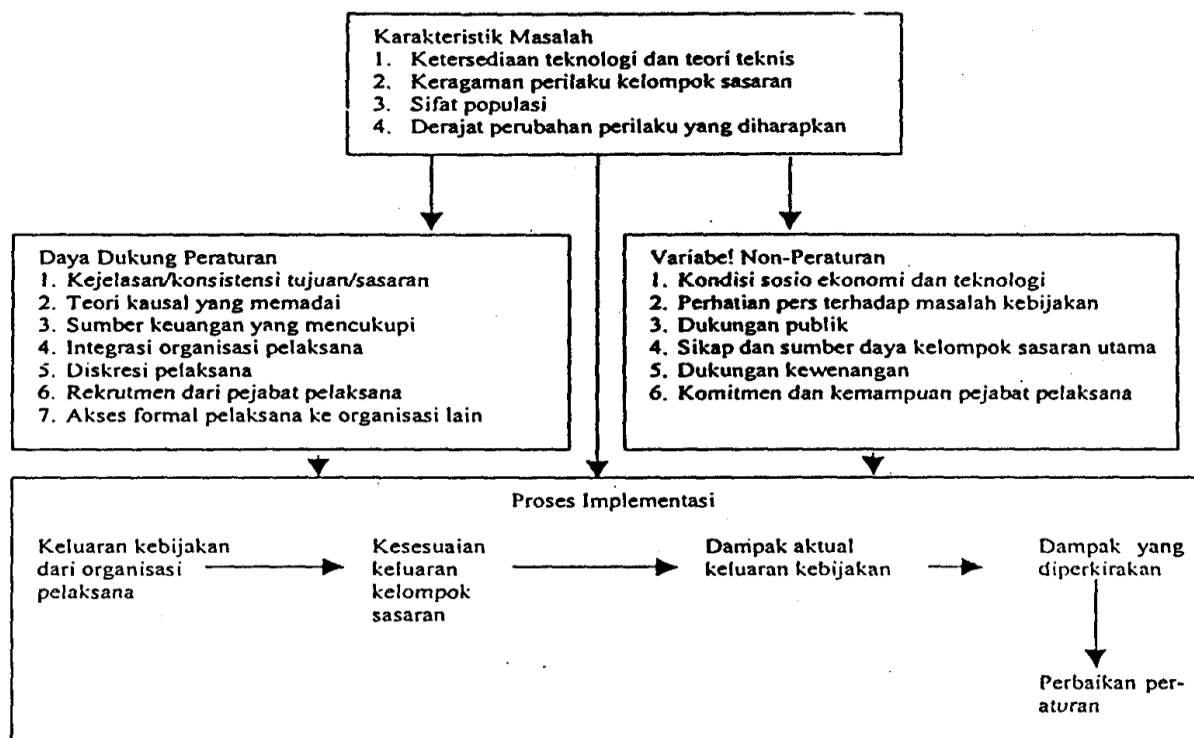 Karakteristik Masalah
1. Ketersediaan teknologi dan teori teknis
2. Keragaman perilaku kelompok sasaran
3. Sifat populasi
4. Derajat perubahan perilaku yang diharapkan
Daya Dukung Peraturan
1. Kejelasan/konsistensi tujuan/sasaran
2. Teori kausal yang memadai
3. Sumber keuangan yang mencukupi
4. Integrasi organisasi pelaksana
5. Diskresi pelaksana
6. Rekrutmen dari pejabat pelaksana
7. Akses formal pelaksana ke organisasi lain
Variabel Non-Peraturan
1. Kondisi sosio ekonomi dan teknologi
2. Perhatian pers terhadap masalah kebijakan
3. Dukungan publik
4. Sikap dan sumber daya kelompok sasaran utama
5. Dukungan kewenangan
6. Komitmen dan kemampuan pejabat pelaksana
Proses Implementasi
Keluaran kebijakan
dari organisasi
pelaksana
Kesesuaian
keluaran
kelompok
sasaran
Dampak aktual
keluaran kebijakan
Dampak yang
diperkirakan
Perbaikan per-
aturan